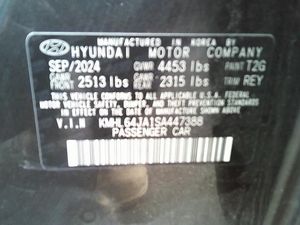 MANUFACTURED IN KOREA BY
HYUNDAI MOTOR COMPANY
SEP/2024 GVWR 4453 lbs PAINT T2G
GAWR FRONT 2513 lbs GAWR REAR 2315 lbs TRIM REY
THIS VEHICLE CONFORMS TO ALL APPLICABLE FEDERAL
MOTOR VEHICLE SAFETY, BUMPER, AND THEFT PREVENTION
STANDARDS IN EFFECT ON THE DATE OF MANUFACTURE SHOWN ABOVE.
V.I.N KMHL64JA1SA447388
PASSENGER CAR